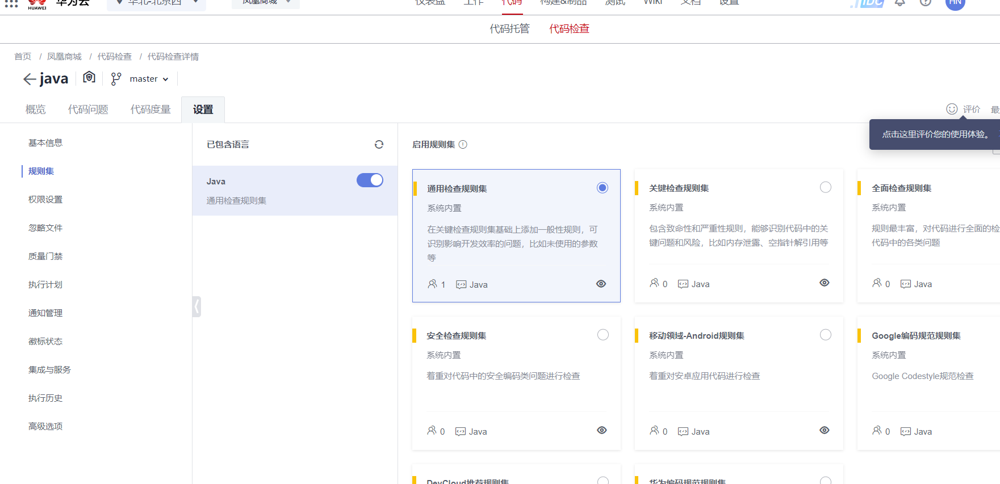 HUAWEI
华为云
华北-北京四
凤凰商城
仪表盘
工作
代码
构建&制品
测试
Wiki
文档
设置
HN
代码托管
代码检查
首页 / 凤凰商城 / 代码检查 / 代码检查详情
java
master
概览
代码问题
代码度量
设置
评价
点击这里评价您的使用体验。
基本信息
规则集
权限设置
忽略文件
质量门禁
执行计划
通知管理
徽标状态
集成与服务
执行历史
高级选项
已包含语言
Java
通用检查规则集
启用规则集
通用检查规则集
系统内置
在关键检查规则集基础上添加一般性规则，可
识别影响开发效率的问题，比如未使用的参数
等
1 Java
关键检查规则集
系统内置
包含致命性和严重性规则，能够识别代码中的关
键问题和风险，比如内存泄露、空指针解引用等
0 Java
全面检查规则集
系统内置
规则最丰富，对代码进行全面的检
代码中的各类问题
0 Java
安全检查规则集
系统内置
着重对代码中的安全编码类问题进行检查
0 Java
移动领域-Android规则集
系统内置
着重对安卓应用代码进行检查
0 Java
Google编码规范规则集
系统内置
Google Codestyle规范检查
0 Java
DevCloud推荐规则集
华为编码规范规则集